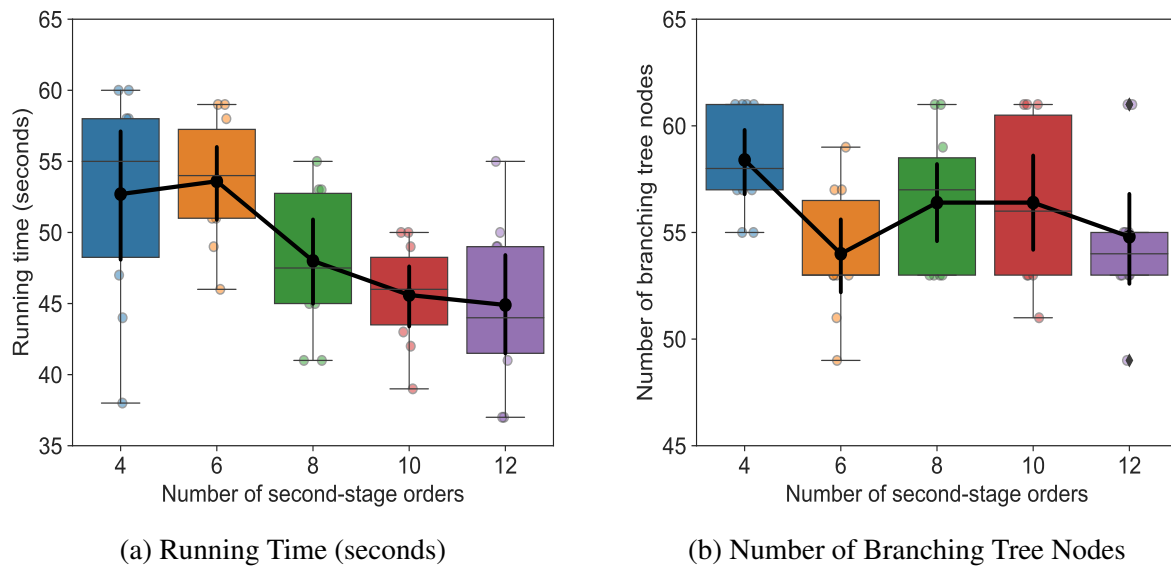 65
60
55
50
45
40
35
Running time (seconds)
4 6 8 10 12
Number of second-stage orders
(a) Running Time (seconds)
65
60
55
50
45
Number of branching tree nodes
4 6 8 10 12
Number of second-stage orders
(b) Number of Branching Tree Nodes